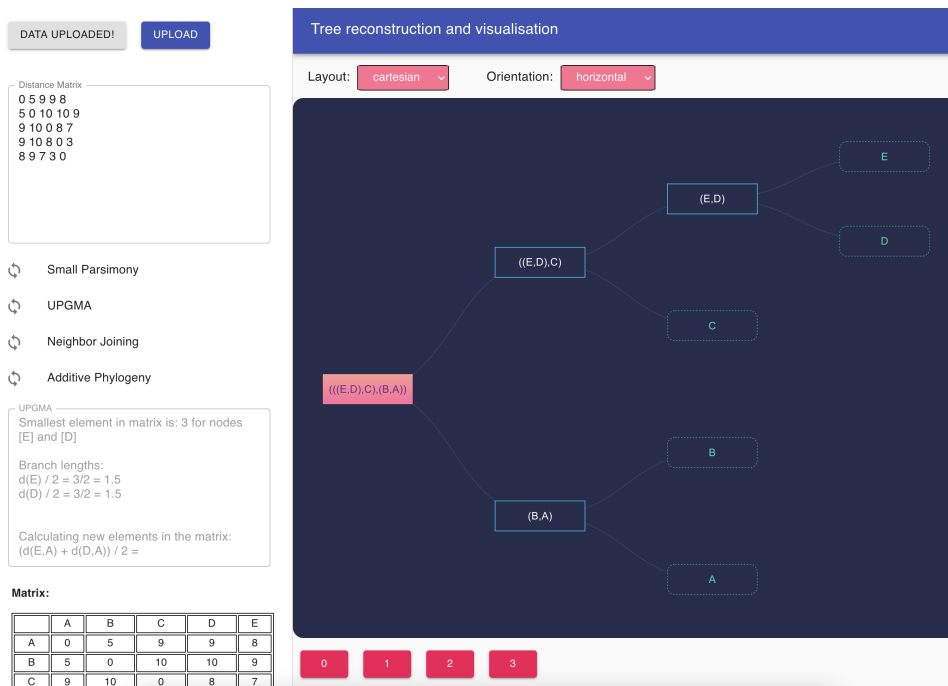 DATA UPLOADED!
UPLOAD
Distance Matrix
0 5 9 9 8
5 0 10 10 9
9 10 0 8 7
9 10 8 0 3
8 9 7 3 0
Small Parsimony
UPGMA
Neighbor Joining
Additive Phylogeny
UPGMA
Smallest element in matrix is: 3 for nodes
[E] and [D]
Branch lengths:
d(E) / 2 = 3/2 = 1.5
d(D) / 2 = 3/2 = 1.5
Calculating new elements in the matrix:
(d(E,A) + d(D,A)) / 2 =
Matrix:
A B C D E
A 0 5 9 9 8
B 5 0 10 10 9
C 9 10 0 8 7
Tree reconstruction and visualisation
Layout: cartesian Orientation: horizontal
E
(E,D)
D
((E,D),C)
C
(((E,D),C),(B,A))
B
(B,A)
A
0 1 2 3